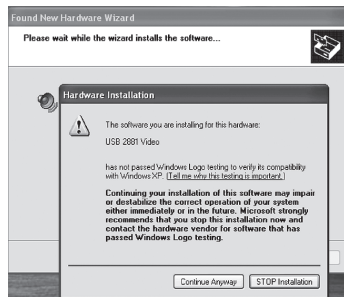 Found New Hardware Wizard
Please wait while the wizard installs the software...
Hardware Installation
The software you are installing for this hardware:
USB 2881 Video
has not passed Windows Logo testing to verify its compatibility
with Windows XP. (Tell me why this testing is important.)
Continuing your installation of this software may impair
or destabilize the correct operation of your system
either immediately or in the future. Microsoft strongly
recommends that you stop this installation now and
contact the hardware vendor for software that has
passed Windows Logo testing.
Continue Anyway
STOP Installation